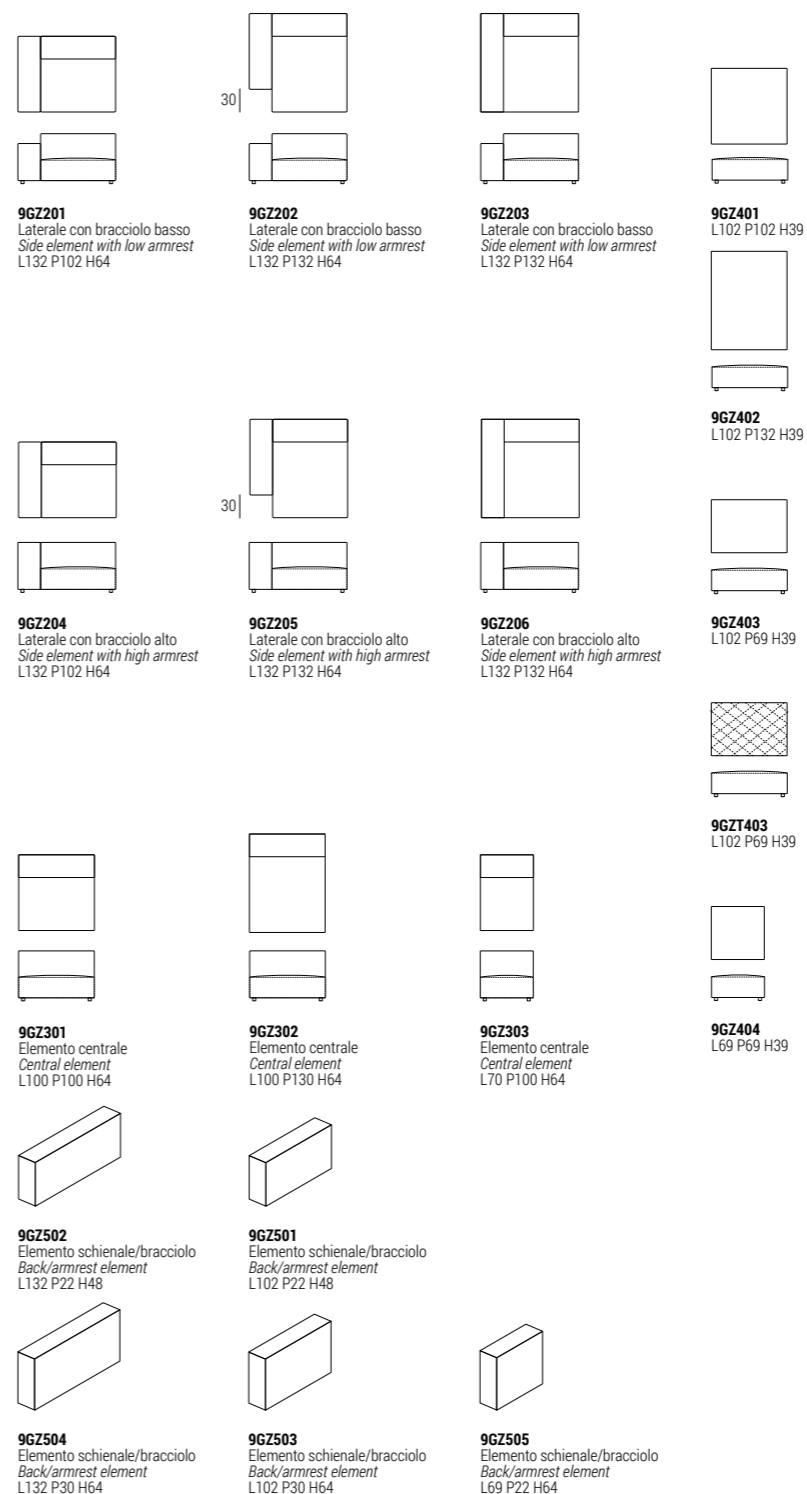 30
9GZ201
Laterale con bracciolo basso
Side element with low armrest
L132 P102 H64
9GZ202
Laterale con bracciolo basso
Side element with low armrest
L132 P132 H64
9GZ203
Laterale con bracciolo basso
Side element with low armrest
L132 P132 H64
9GZ401
L102 P102 H39
9GZ402
L102 P132 H39
30
9GZ204
Laterale con bracciolo alto
Side element with high armrest
L132 P102 H64
9GZ205
Laterale con bracciolo alto
Side element with high armrest
L132 P132 H64
9GZ206
Laterale con bracciolo alto
Side element with high armrest
L132 P132 H64
9GZ403
L102 P69 H39
9GZT403
L102 P69 H39
9GZ301
Elemento centrale
Central element
L100 P100 H64
9GZ302
Elemento centrale
Central element
L100 P130 H64
9GZ303
Elemento centrale
Central element
L70 P100 H64
9GZ404
L69 P69 H39
9GZ502
Elemento schienale/bracciolo
Back/armrest element
L132 P22 H48
9GZ501
Elemento schienale/bracciolo
Back/armrest element
L102 P22 H48
9GZ504
Elemento schienale/bracciolo
Back/armrest element
L132 P30 H64
9GZ503
Elemento schienale/bracciolo
Back/armrest element
L102 P30 H64
9GZ505
Elemento schienale/bracciolo
Back/armrest element
L69 P22 H64